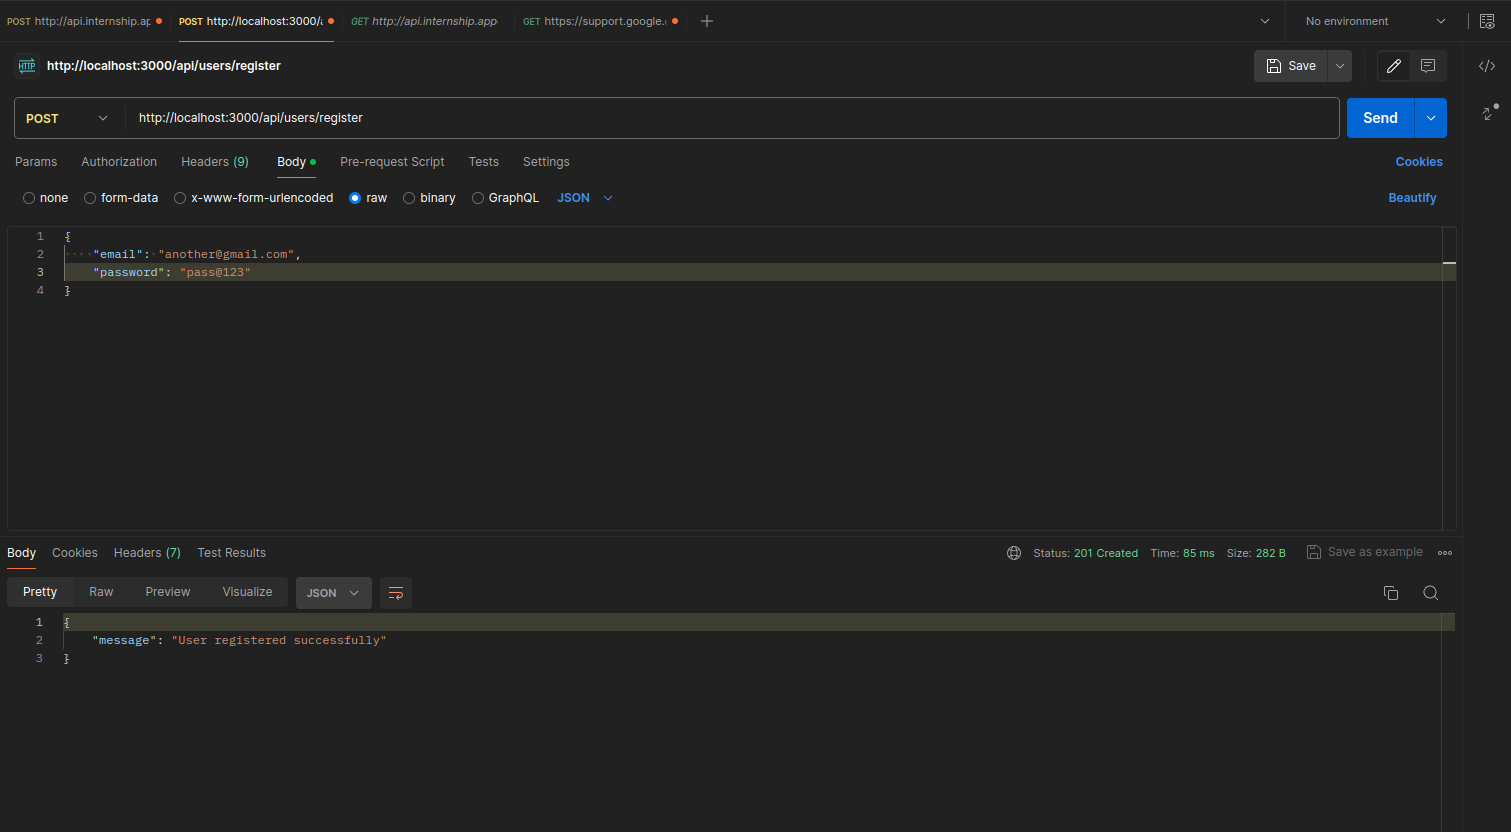 POST http://api.internship.ap POST http://localhost:3000/a GET http://api.internship.app GET https://support.google. No environment
HTTP http://localhost:3000/api/users/register Save
POST http://localhost:3000/api/users/register Send
Params Authorization Headers (9) Body Pre-request Script Tests Settings Cookies
none form-data x-www-form-urlencoded raw binary GraphQL JSON Beautify
1 {
2 "email": "another@gmail.com",
3 "password": "pass@123"
4 }
Body Cookies Headers (7) Test Results Status: 201 Created Time: 85 ms Size: 282 B Save as example
Pretty Raw Preview Visualize JSON
1 {
2 "message": "User registered successfully"
3 }